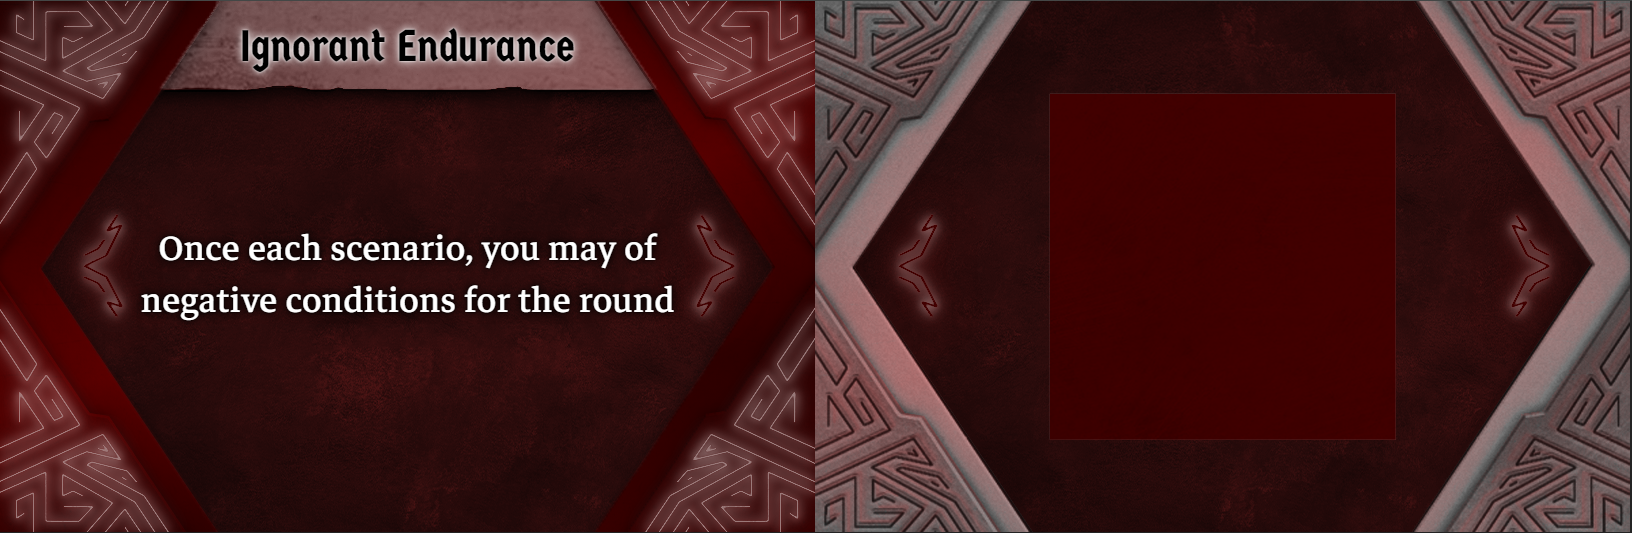 Ignorant Endurance
Once each scenario, you may of
negative conditions for the round